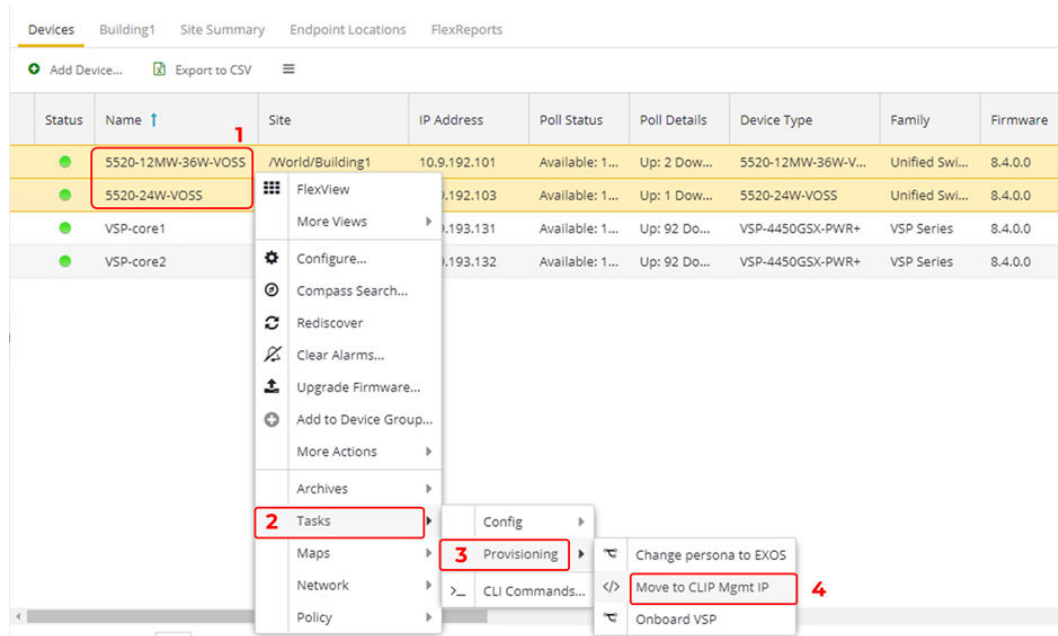 Devices Building1 Site Summary Endpoint Locations FlexReports
Add Device... Export to CSV
Status Name Site IP Address Poll Status Poll Details Device Type Family Firmware
1
5520-12MW-36W-VOSS /World/Building1 10.9.192.101 Available: 1... Up: 2 Dow... 5520-12MW-36W-V... Unified Swi... 8.4.0.0
5520-24W-VOSS .192.103 Available: 1... Up: 1 Dow... 5520-24W-VOSS Unified Swi... 8.4.0.0
VSP-core1 .193.131 Available: 1... Up: 92 Do... VSP-4450GSX-PWR+ VSP Series 8.4.0.0
VSP-core2 .193.132 Available: 1... Up: 92 Do... VSP-4450GSX-PWR+ VSP Series 8.4.0.0
FlexView
More Views
Configure...
Compass Search...
Rediscover
Clear Alarms...
Upgrade Firmware...
Add to Device Group...
More Actions
Archives
2 Tasks
Maps
Network
Policy
Config
3 Provisioning
CLI Commands...
Change persona to EXOS
Move to CLIP Mgmt IP 4
Onboard VSP